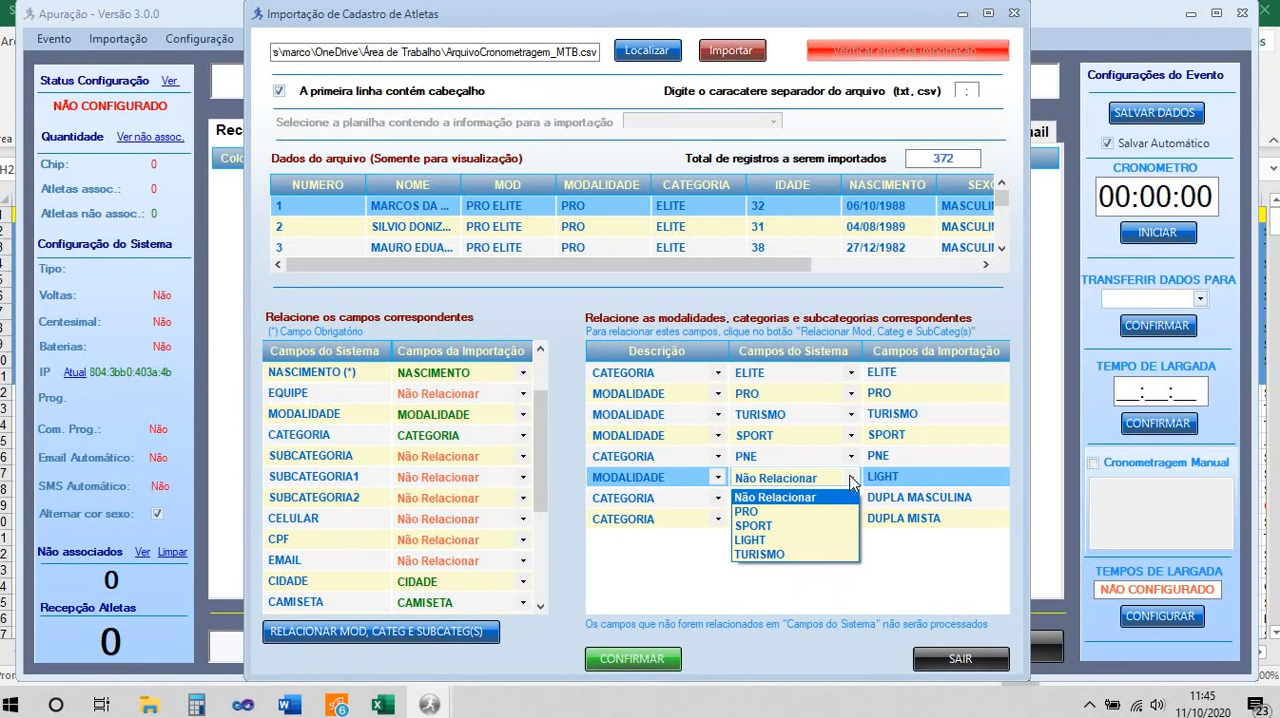 Apuração - Versão 3.0.0
Evento Importação Configuração
Status Configuração Ver
NÃO CONFIGURADO
Quantidade Ver não assoc.
Chip: 0
Atletas assoc.: 0
Atletas não assoc.: 0
Configuração do Sistema
Tipo:
Voltas: Não
Centesimal: Não
Baterias: Não
IP Atual 804:3bb0:403a:4b
Prog.
Com. Prog.: Não
Email Automático: Não
SMS Automático: Não
Alternar cor sexo:
Não associados Ver Limpar
0
Recepção Atletas
0
Importação de Cadastro de Atletas
s\marco\OneDrive\Área de Trabalho\ArquivoCronometragem_MTB.csv Localizar Importar Verificar erros da importação
A primeira linha contém cabeçalho Digite o caracatere separador do arquivo (txt, csv) ;
Selecione a planilha contendo a informação para a importação
Dados do arquivo (Somente para visualização) Total de registros a serem importados 372
NUMERO NOME MOD MODALIDADE CATEGORIA IDADE NASCIMENTO SEXO
1 MARCOS DA ... PRO ELITE PRO ELITE 32 06/10/1988 MASCULIN
2 SILVIO DONIZ... PRO ELITE PRO ELITE 31 04/08/1989 MASCULIN
3 MAURO EDUA... PRO ELITE PRO ELITE 38 27/12/1982 MASCULIN
Relacione os campos correspondentes
(*) Campo Obrigatório
Campos do Sistema Campos da Importação
NASCIMENTO (*) NASCIMENTO
EQUIPE Não Relacionar
MODALIDADE MODALIDADE
CATEGORIA CATEGORIA
SUBCATEGORIA Não Relacionar
SUBCATEGORIA1 Não Relacionar
SUBCATEGORIA2 Não Relacionar
CELULAR Não Relacionar
CPF Não Relacionar
EMAIL Não Relacionar
CIDADE CIDADE
CAMISETA CAMISETA
RELACIONAR MOD, CATEG E SUBCATEG(S)
Relacione as modalidades, categorias e subcategorias correspondentes
Para relacionar estes campos, clique no botão "Relacionar Mod, Categ e SubCateg(s)"
Descrição Campos do Sistema Campos da Importação
CATEGORIA ELITE ELITE
MODALIDADE PRO PRO
MODALIDADE TURISMO TURISMO
MODALIDADE SPORT SPORT
CATEGORIA PNE PNE
MODALIDADE Não Relacionar LIGHT
CATEGORIA DUPLA MASCULINA
CATEGORIA DUPLA MISTA
Não Relacionar
PRO
SPORT
LIGHT
TURISMO
Os campos que não forem relacionados em "Campos do Sistema" não serão processados
CONFIRMAR SAIR
Configurações do Evento
SALVAR DADOS
Salvar Automático
CRONOMETRO
00:00:00
INICIAR
TRANSFERIR DADOS PARA
CONFIRMAR
TEMPO DE LARGADA
__:__:__
CONFIRMAR
Cronometragem Manual
TEMPOS DE LARGADA
NÃO CONFIGURADO
CONFIGURAR
11:45
11/10/2020
23
6